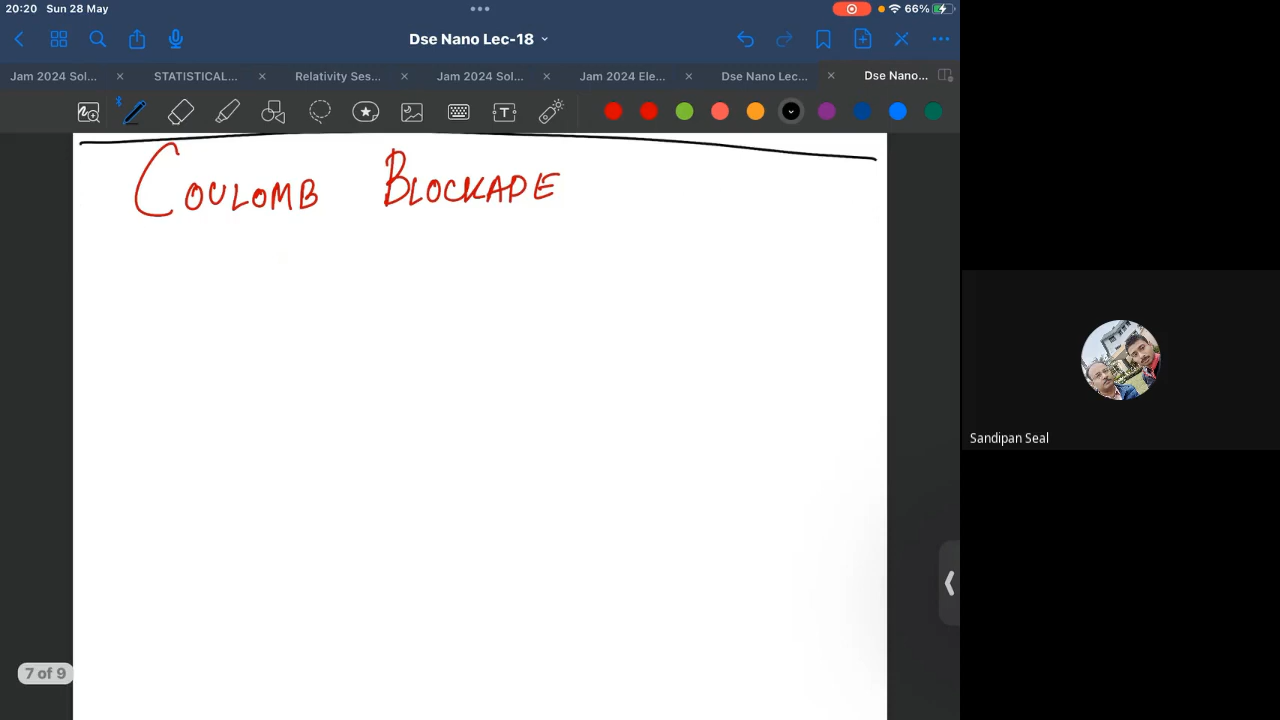 20:20 Sun 28 May
66%
Dse Nano Lec-18
Jam 2024 Sol...
STATISTICAL...
Relativity Ses...
Jam 2024 Sol...
Jam 2024 Ele...
Dse Nano Lec...
Dse Nano...
T
COULOMB BLOCKADE
Sandipan Seal
7 of 9